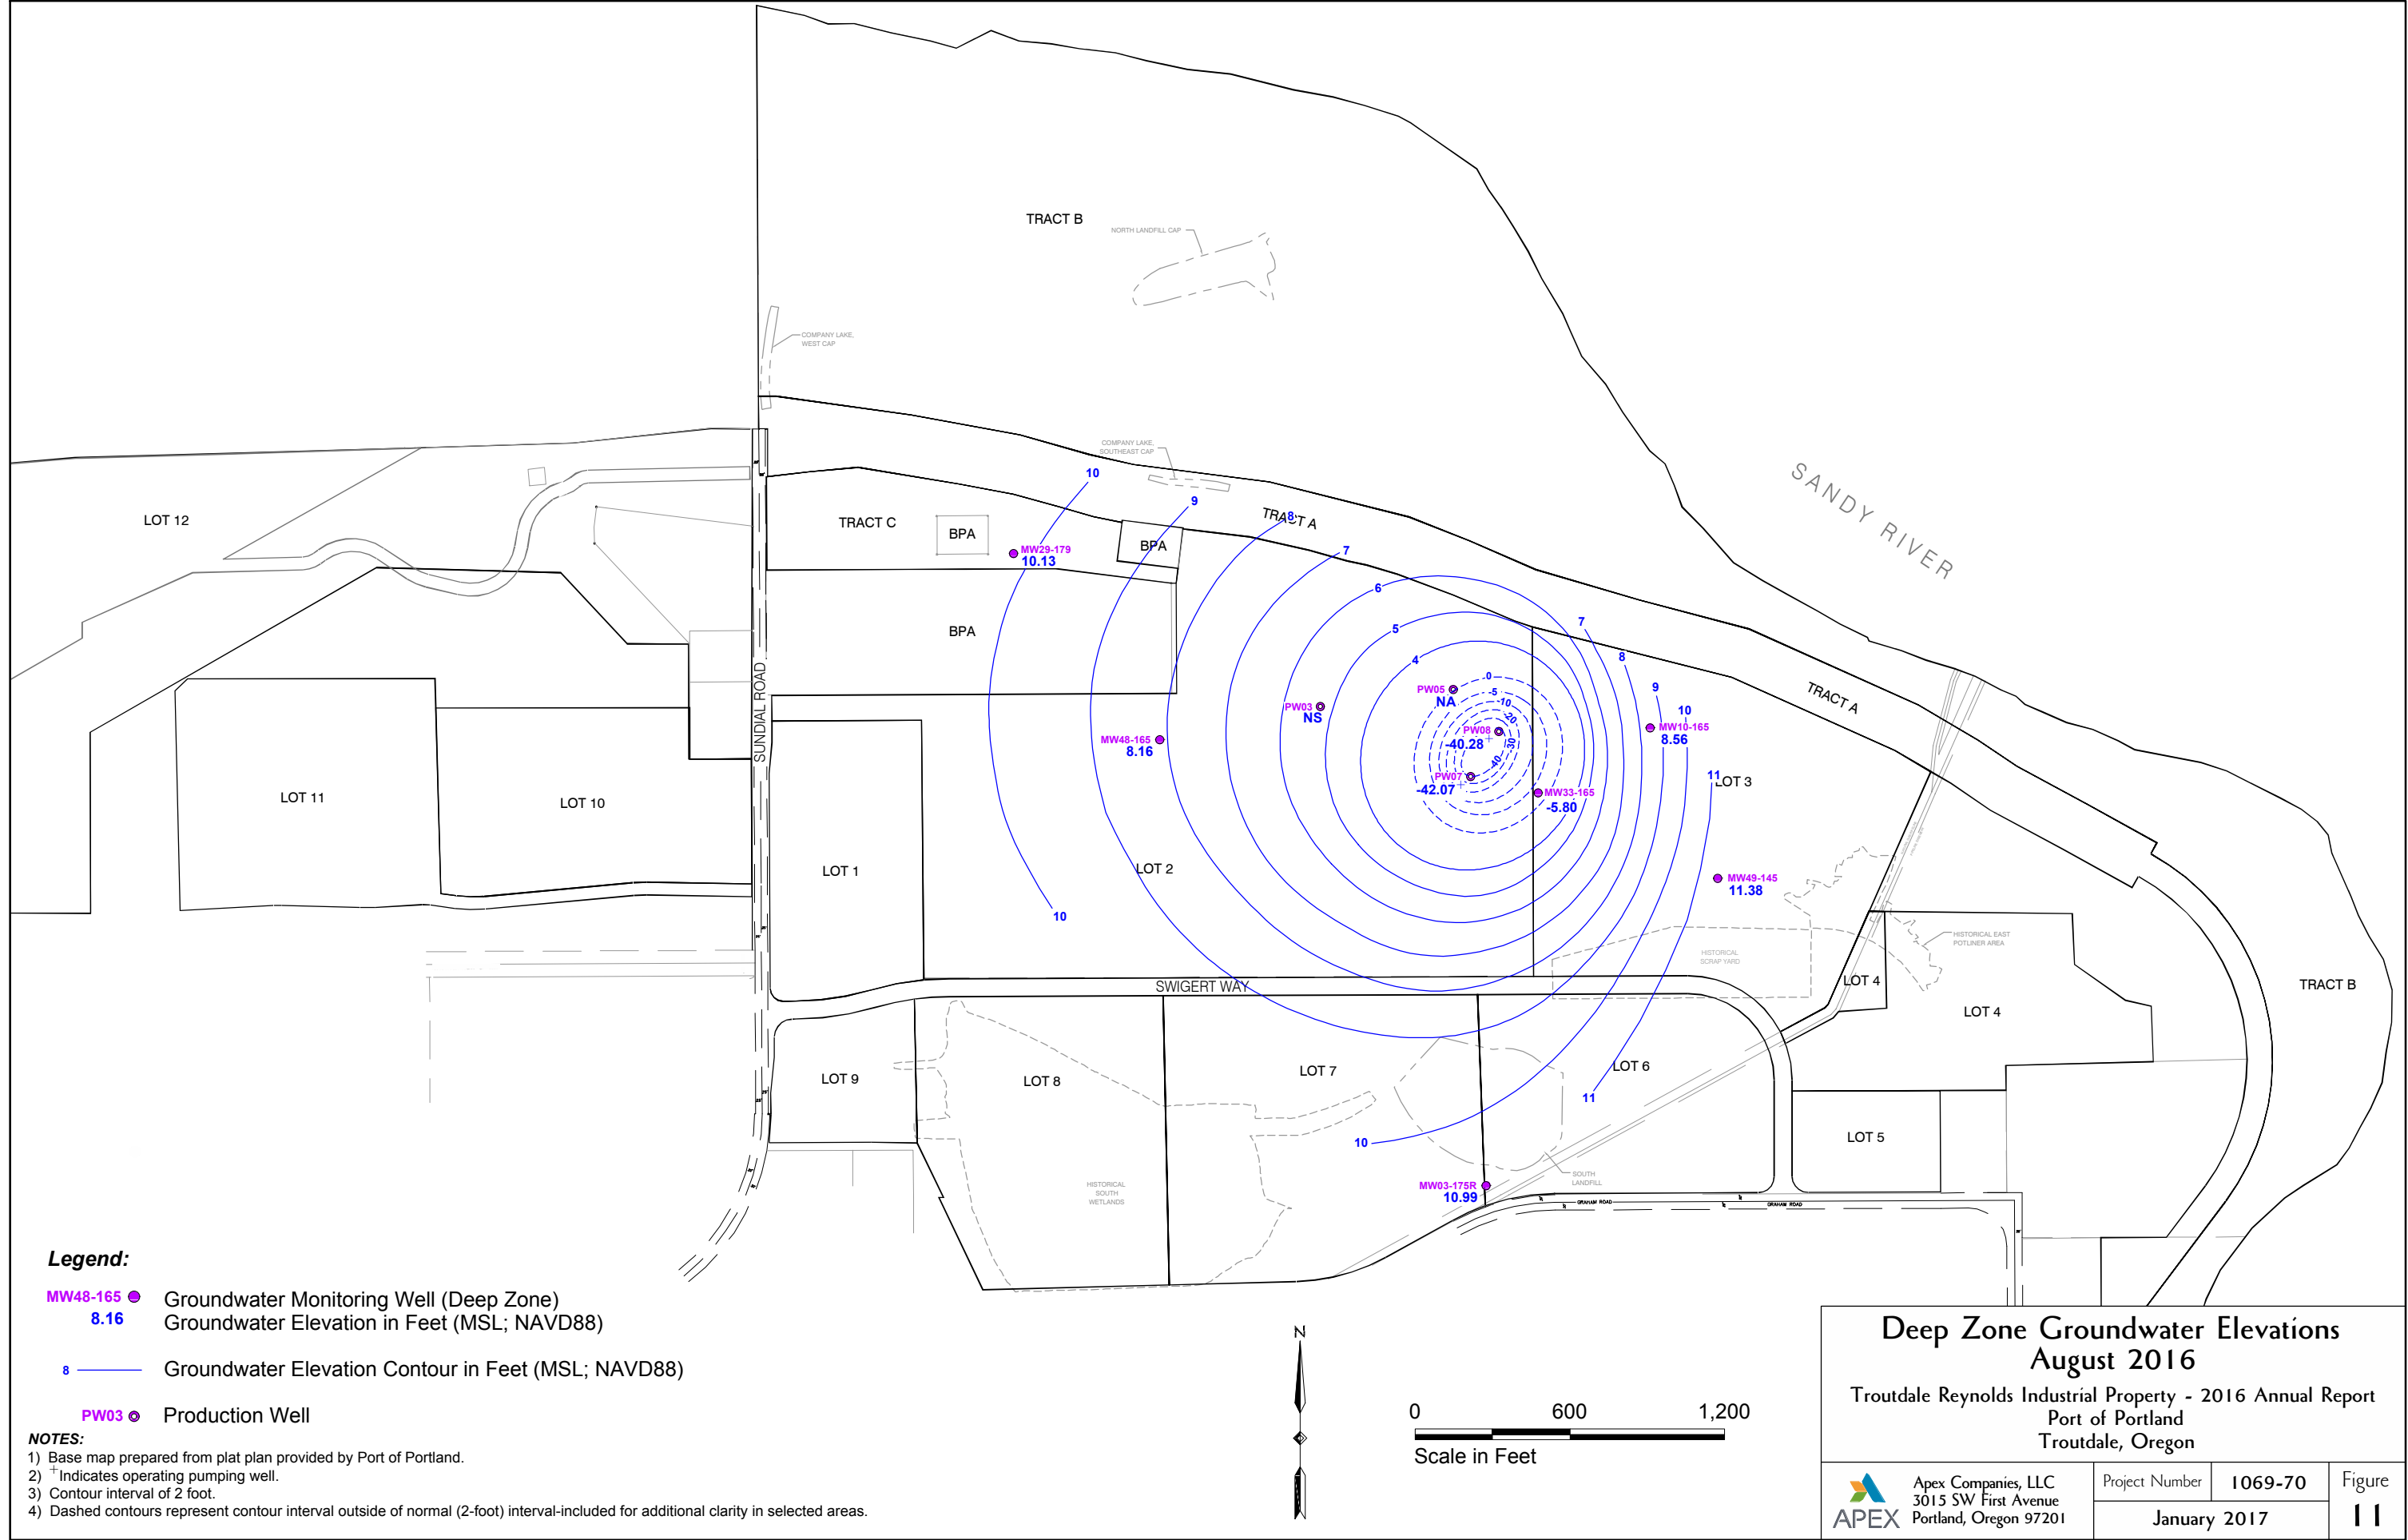 TRACT B
NORTH LANDFILL CAP
COMPANY LAKE,
WEST CAP
COMPANY LAKE,
SOUTHEAST CAP
SANDY RIVER
LOT 12
TRACT C
BPA
BPA
BPA
TRACT A
TRACT A
10
9
8
7
6
5
4
0
-5
-10
-20
-30
-40
7
8
9
10
11
MW29-179
10.13
PW05
NA
PW03
NS
PW08
-40.28 +
PW07
-42.07 +
MW48-165
8.16
MW10-165
8.56
MW33-165
-5.80
MW49-145
11.38
SUNDIAL ROAD
LOT 11
LOT 10
LOT 1
LOT 2
LOT 3
10
HISTORICAL
SCRAP YARD
HISTORICAL EAST
POTLINER AREA
LOT 4
LOT 4
TRACT B
SWIGERT WAY
LOT 9
LOT 8
LOT 7
LOT 6
LOT 5
11
10
MW03-175R
10.99
SOUTH
LANDFILL
HISTORICAL
SOUTH
WETLANDS
GRAHAM ROAD
GRAHAM ROAD
Legend:
MW48-165
8.16
Groundwater Monitoring Well (Deep Zone)
Groundwater Elevation in Feet (MSL; NAVD88)
8
Groundwater Elevation Contour in Feet (MSL; NAVD88)
PW03
Production Well
NOTES:
1) Base map prepared from plat plan provided by Port of Portland.
2) +Indicates operating pumping well.
3) Contour interval of 2 foot.
4) Dashed contours represent contour interval outside of normal (2-foot) interval-included for additional clarity in selected areas.
N
0 600 1,200
Scale in Feet
Deep Zone Groundwater Elevations
August 2016
Troutdale Reynolds Industrial Property - 2016 Annual Report
Port of Portland
Troutdale, Oregon
APEX
Apex Companies, LLC
3015 SW First Avenue
Portland, Oregon 97201
Project Number 1069-70
January 2017
Figure
11